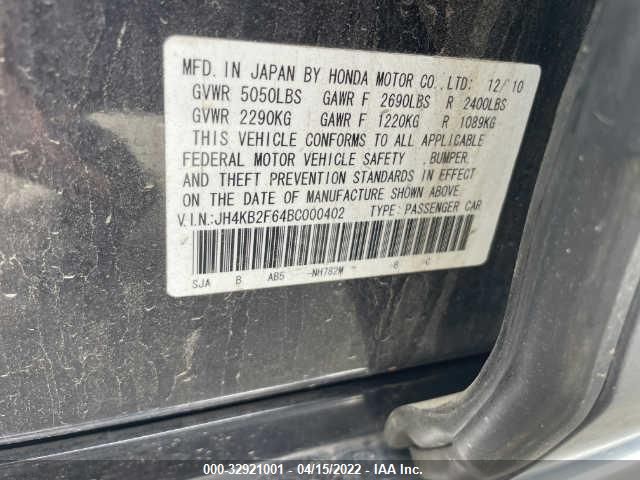 MFD. IN JAPAN BY HONDA MOTOR CO.,LTD: 12/'10
GVWR 5050LBS GAWR F 2690LBS R 2400LBS
GVWR 2290KG GAWR F 1220KG R 1089KG
THIS VEHICLE CONFORMS TO ALL APPLICABLE
FEDERAL MOTOR VEHICLE SAFETY , BUMPER,
AND THEFT PREVENTION STANDARDS IN EFFECT
ON THE DATE OF MANUFACTURE SHOWN ABOVE.
V.I.N.:JH4KB2F64BC000402 TYPE: PASSENGER CAR
SJA B AB5 -NH782M -B C
000-32921001 - 04/15/2022 - IAA Inc.